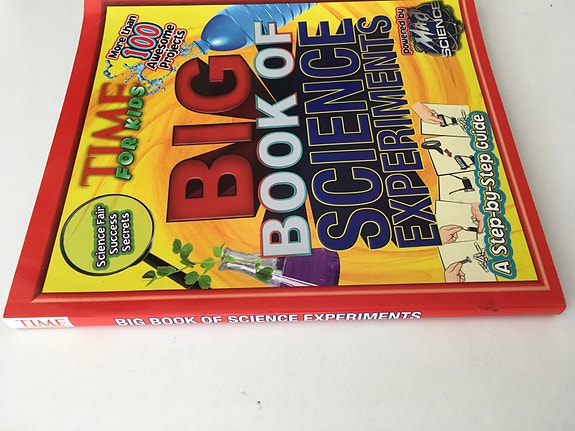 More than
100
Awesome
Projects
TIME
FOR KIDS
BIG
BOOK OF
SCIENCE
EXPERIMENTS
Powered by
Mad
SCIENCE
Science Fair
Success
Secrets
A Step-by-Step Guide
TIME
BIG BOOK OF SCIENCE EXPERIMENTS